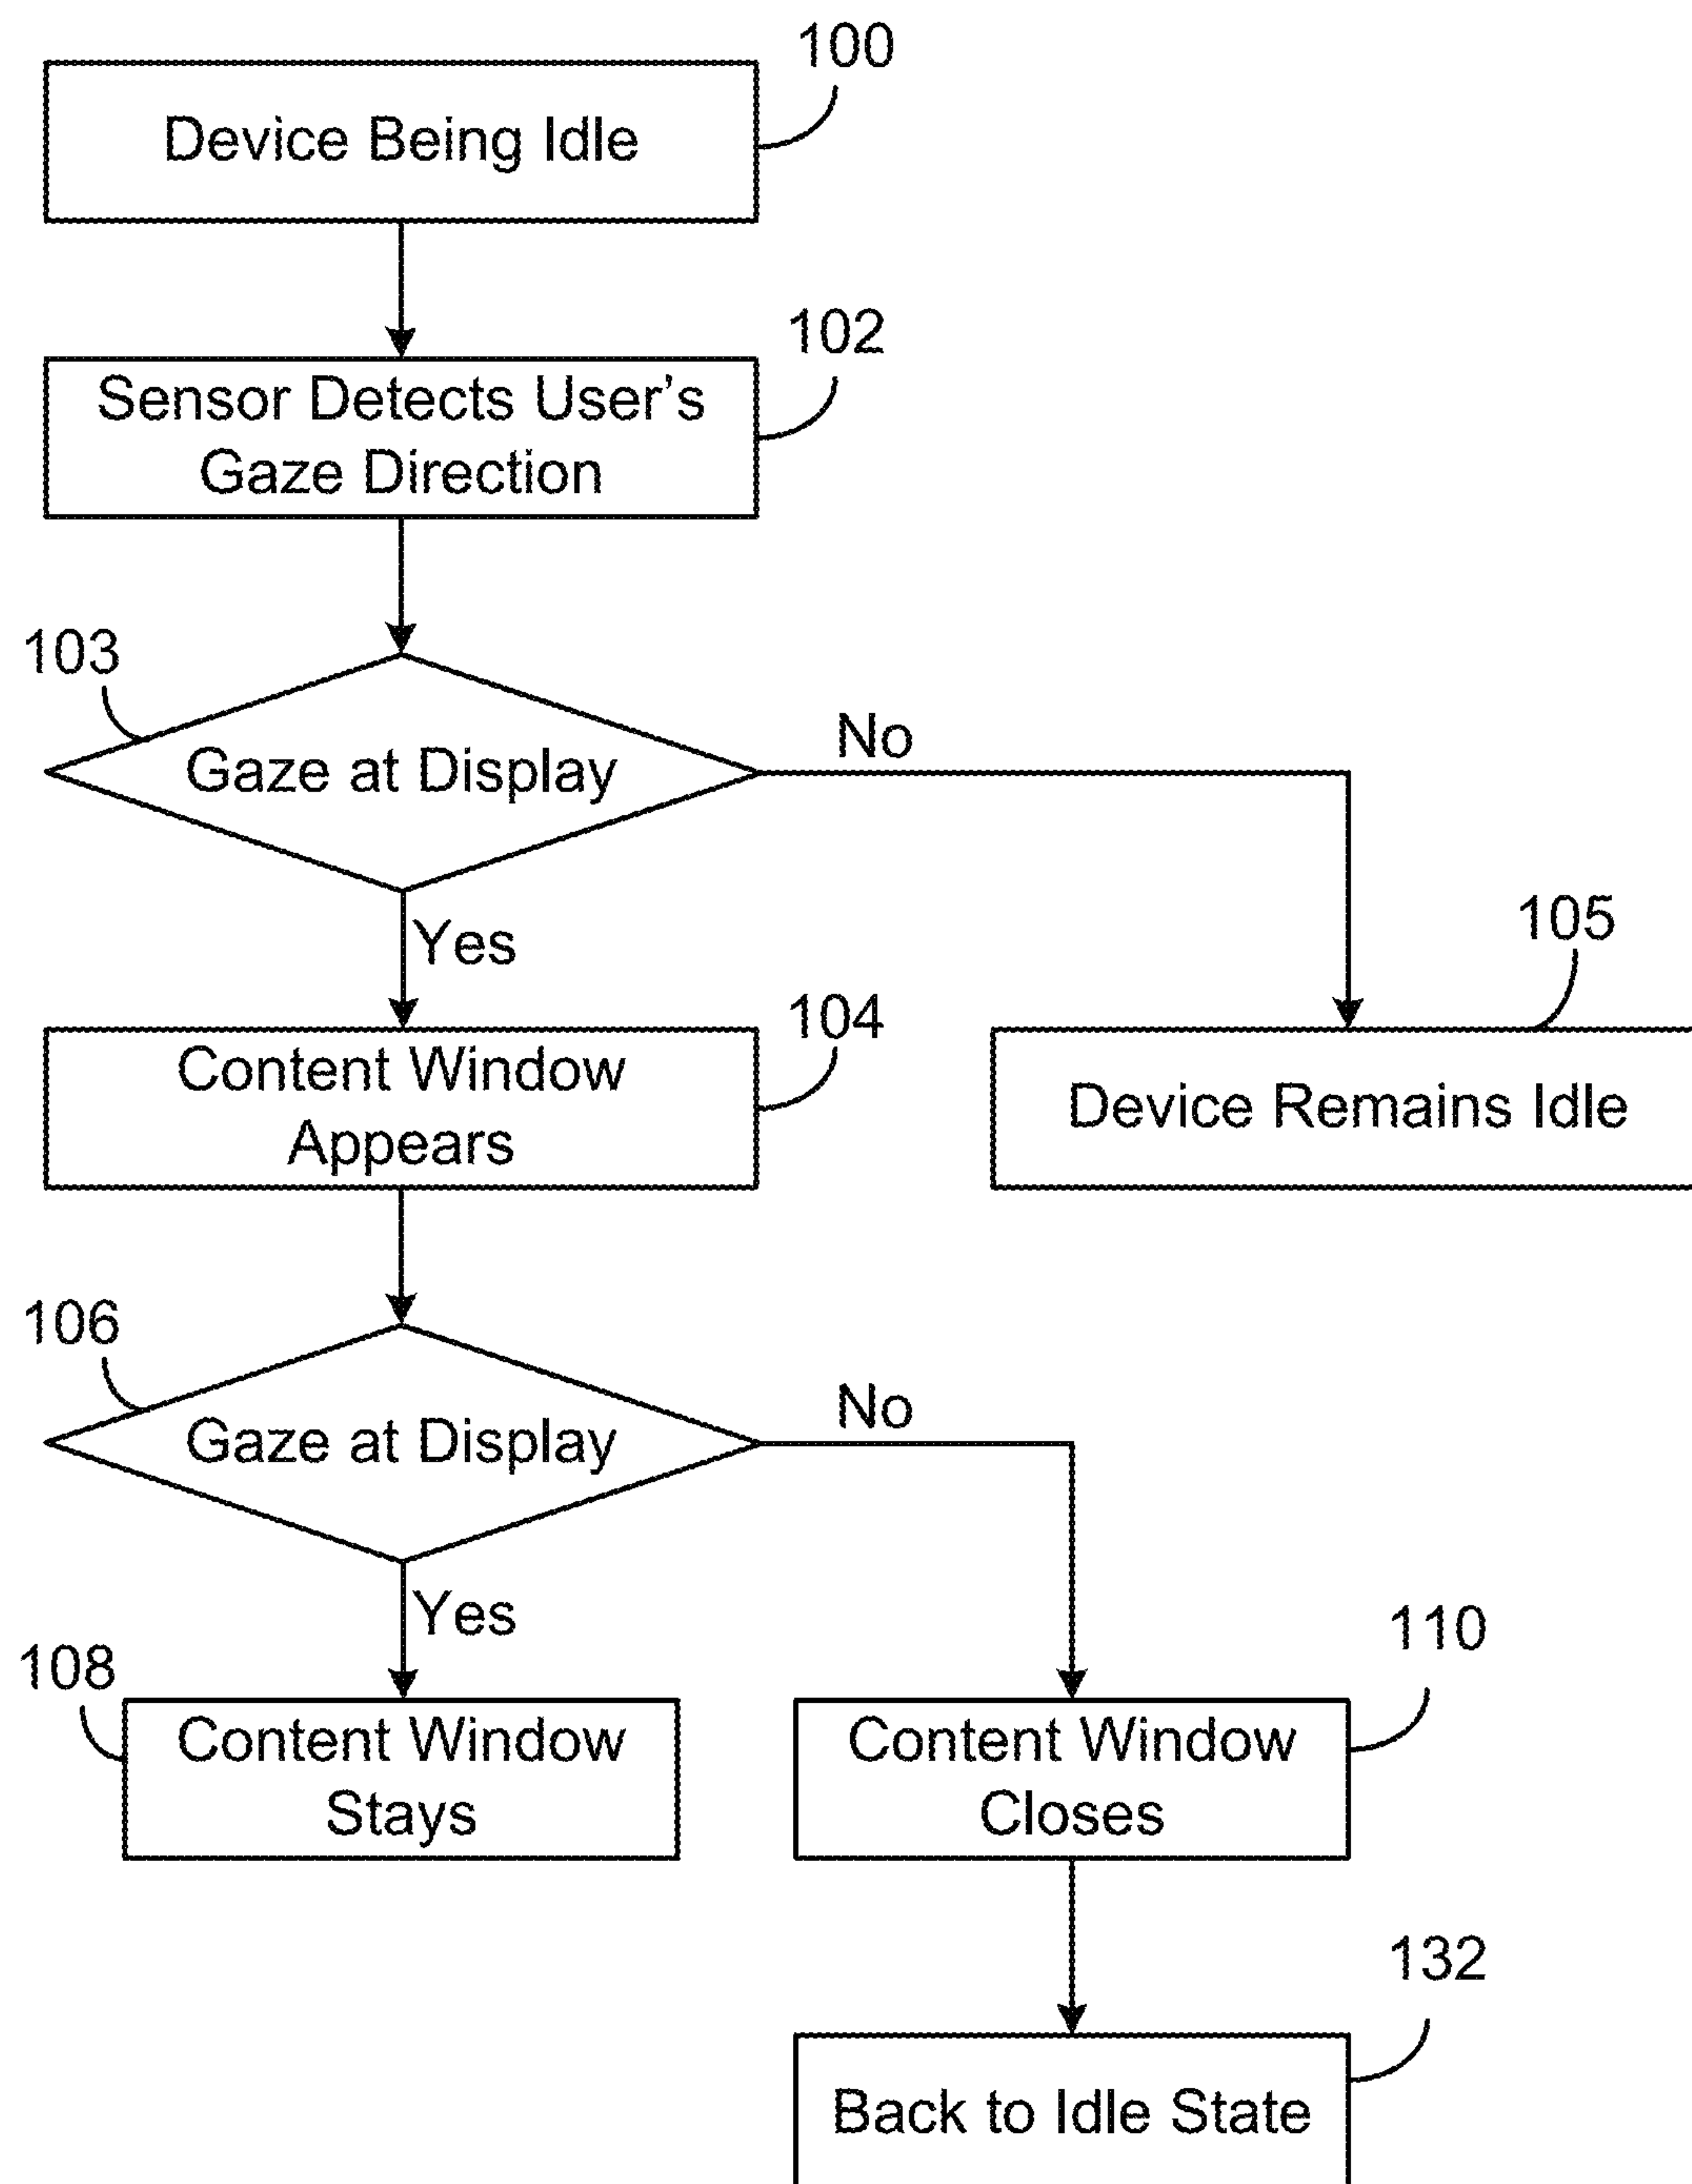 100
Device Being Idle
102
Sensor Detects User's
Gaze Direction
103
Gaze at Display
No
Yes
105
104
Content Window
Appears
Device Remains Idle
106
Gaze at Display
No
Yes
108
110
Content Window
Stays
Content Window
Closes
132
Back to Idle State